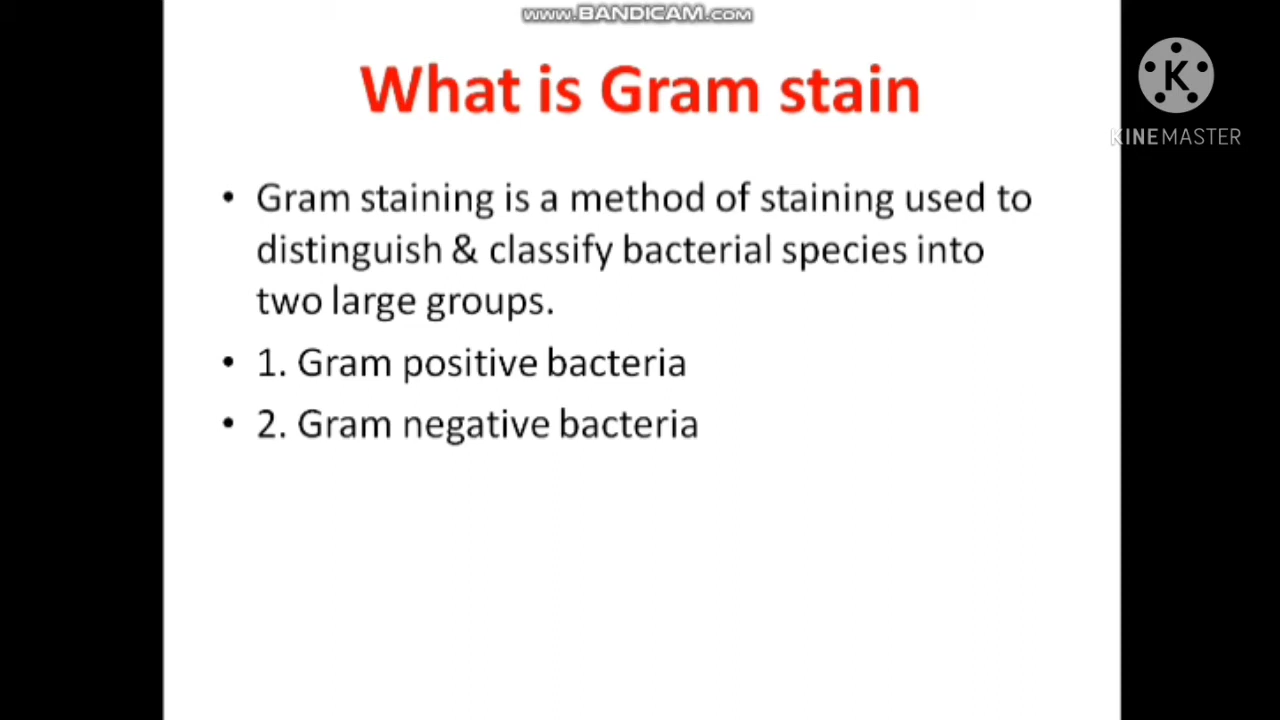 www.BANDICAM.com
What is Gram stain
K
KINEMASTER
• Gram staining is a method of staining used to
distinguish & classify bacterial species into
two large groups.
• 1. Gram positive bacteria
• 2. Gram negative bacteria